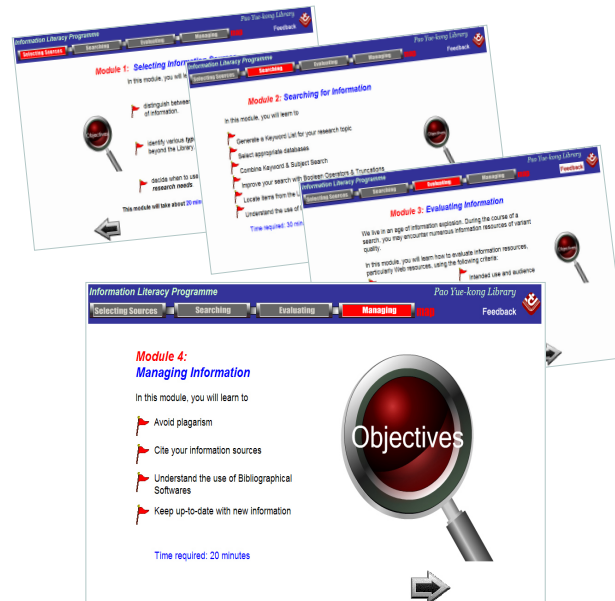 Pao Yue-kong Library
Information Literacy Programme
Feedback
Selecting Sources Searching Evaluating Managing map
Module 1: Selecting Information
In this module, you will le
distinguish between
of information.
Objectives
identify various typ
beyond the Library
decide when to use
research needs
This module will take about 20 min
Pao Yue-kong Library
Information Literacy Programme
Feedback
Selecting Sources Searching Evaluating Managing map
Module 2: Searching for Information
In this module, you will learn to
Generate a Keyword List for your research topic
Select appropriate databases
Combine Keyword & Subject Search
Improve your search with Boolean Operators & Truncations
Locate items from the L
Understand the use of
Time required: 30 min
Objectives
Pao Yue-kong Library
Information Literacy Programme
Feedback
Selecting Sources Searching Evaluating Managing map
Module 3: Evaluating Information
We live in an age of information explosion. During the course of a
search, you may encounter numerous information resources of variant
quality.
In this module, you will learn how to evaluate information resources,
particularly Web resources, using the following criteria:
Intended use and audience
Objectives
Information Literacy Programme
Pao Yue-kong Library
Selecting Sources Searching Evaluating Managing map
Feedback
Module 4:
Managing Information
In this module, you will learn to
Avoid plagarism
Cite your information sources
Understand the use of Bibliographical
Softwares
Keep up-to-date with new information
Time required: 20 minutes
Objectives